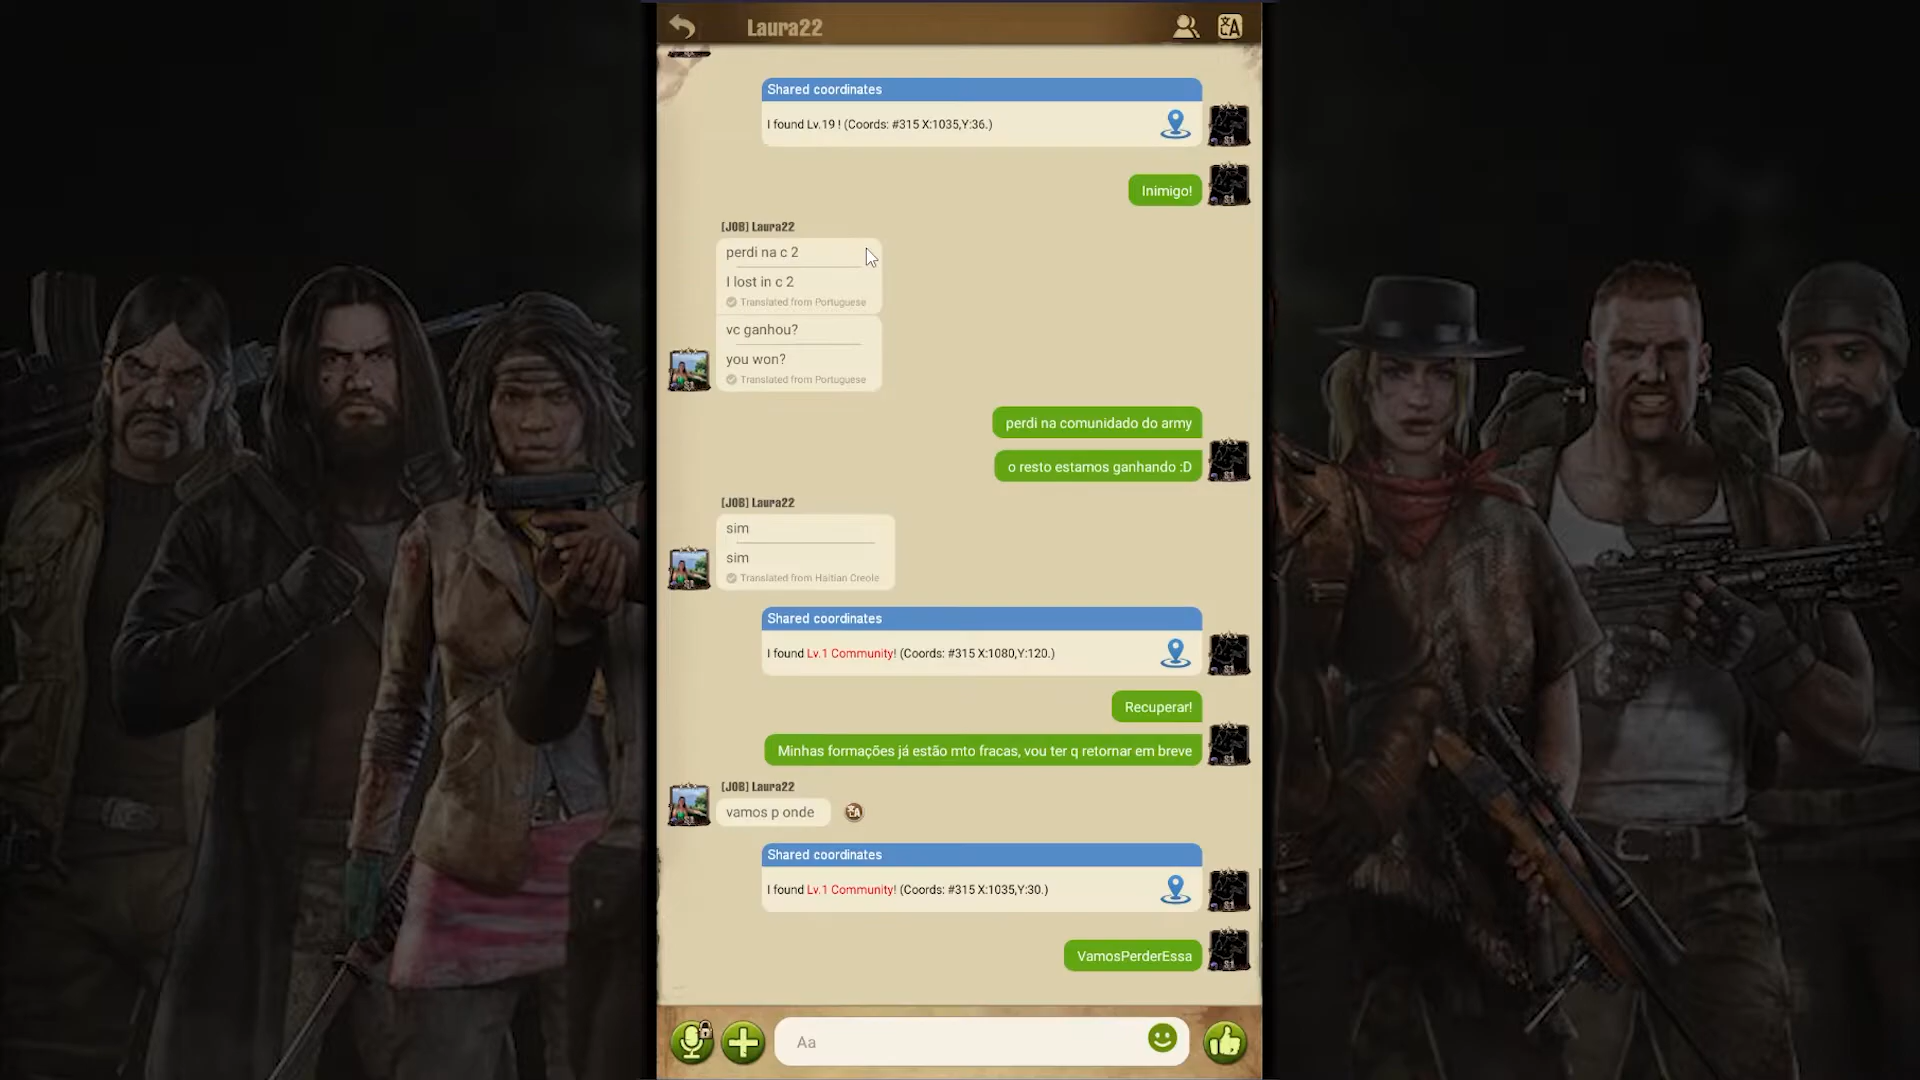 Laura22
Shared coordinates
I found Lv.19 ! (Coords: #315 X:1035,Y:36.)
Inimigo!
[JOB] Laura22
perdi na c 2
I lost in c 2
Translated from Portuguese
vc ganhou?
you won?
Translated from Portuguese
perdi na comunidado do army
o resto estamos ganhando :D
[JOB] Laura22
sim
sim
Translated from Haitian Creole
Shared coordinates
I found Lv.1 Community! (Coords: #315 X:1080,Y:120.)
Recuperar!
Minhas formações já estão mto fracas, vou ter q retornar em breve
[JOB] Laura22
vamos p onde
Shared coordinates
I found Lv.1 Community! (Coords: #315 X:1035,Y:30.)
VamosPerderEssa
Aa